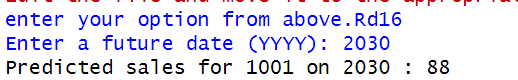 enter your option from above.Rd16
Enter a future date (YYYY): 2030
Predicted sales for 1001 on 2030 : 88